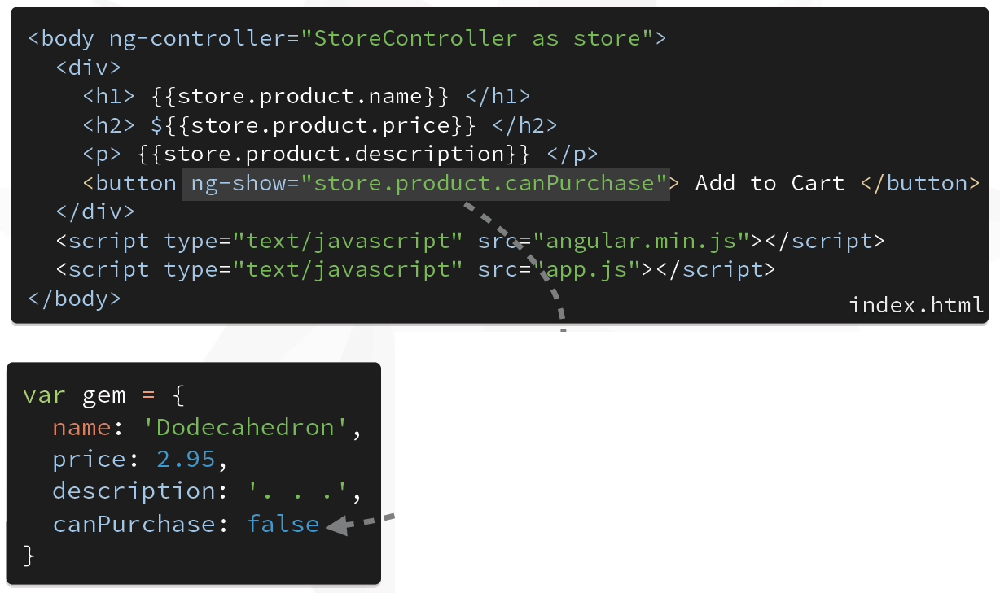 <body ng-controller="StoreController as store">
<div>
<h1> {{store.product.name}} </h1>
<h2> ${{store.product.price}} </h2>
<p> {{store.product.description}} </p>
<button ng-show="store.product.canPurchase"> Add to Cart </button>
</div>
<script type="text/javascript" src="angular.min.js"></script>
<script type="text/javascript" src="app.js"></script>
</body>
index.html
var gem = {
name: 'Dodecahedron',
price: 2.95,
description: '. . .',
canPurchase: false
}